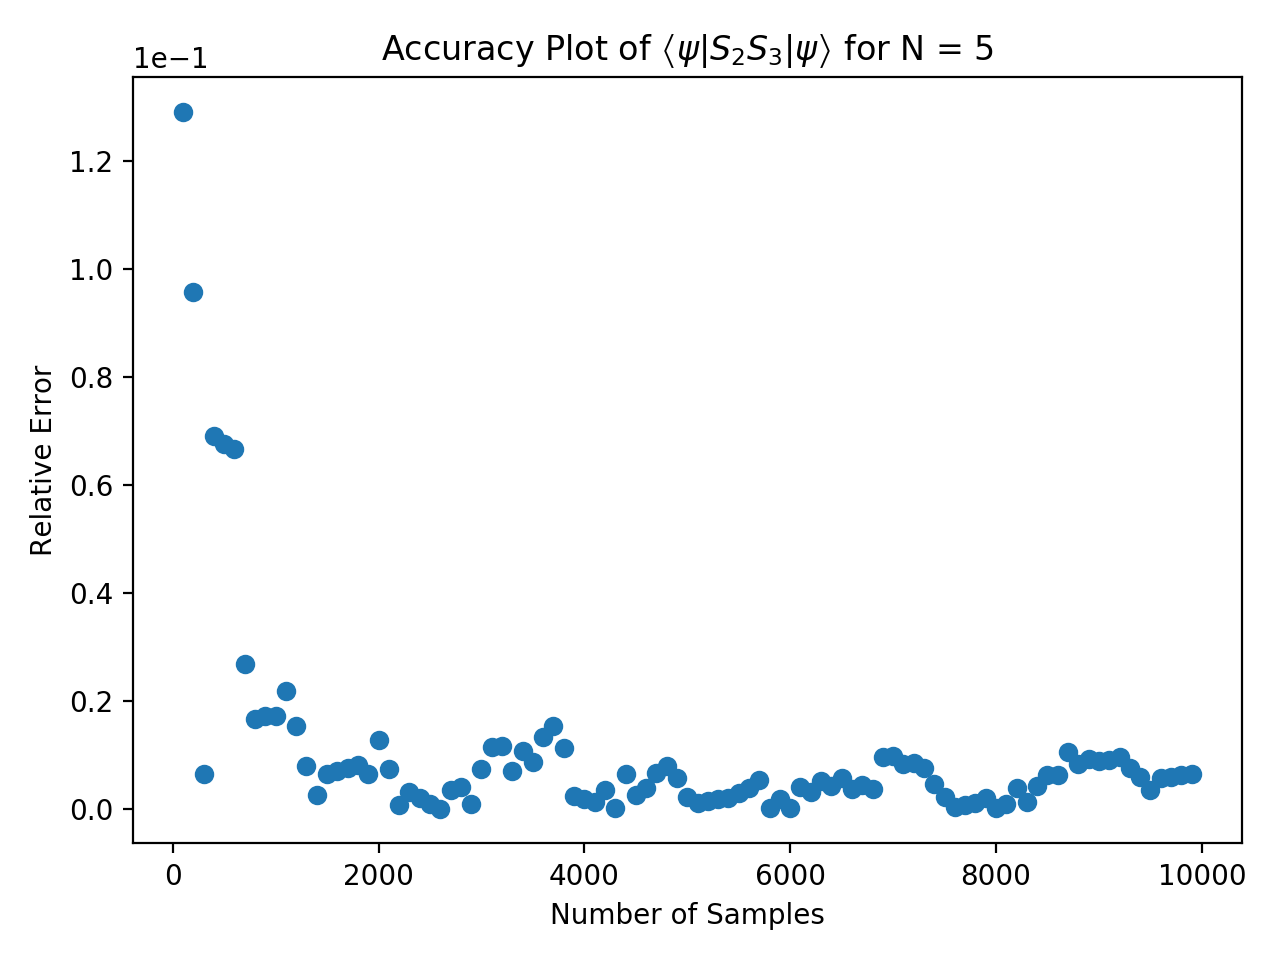 Accuracy Plot of ⟨ψ|S₂S₃|ψ⟩ for N = 5
1e−1
1.2
1.0
0.8
0.6
0.4
0.2
0.0
Relative Error
0 2000 4000 6000 8000 10000
Number of Samples